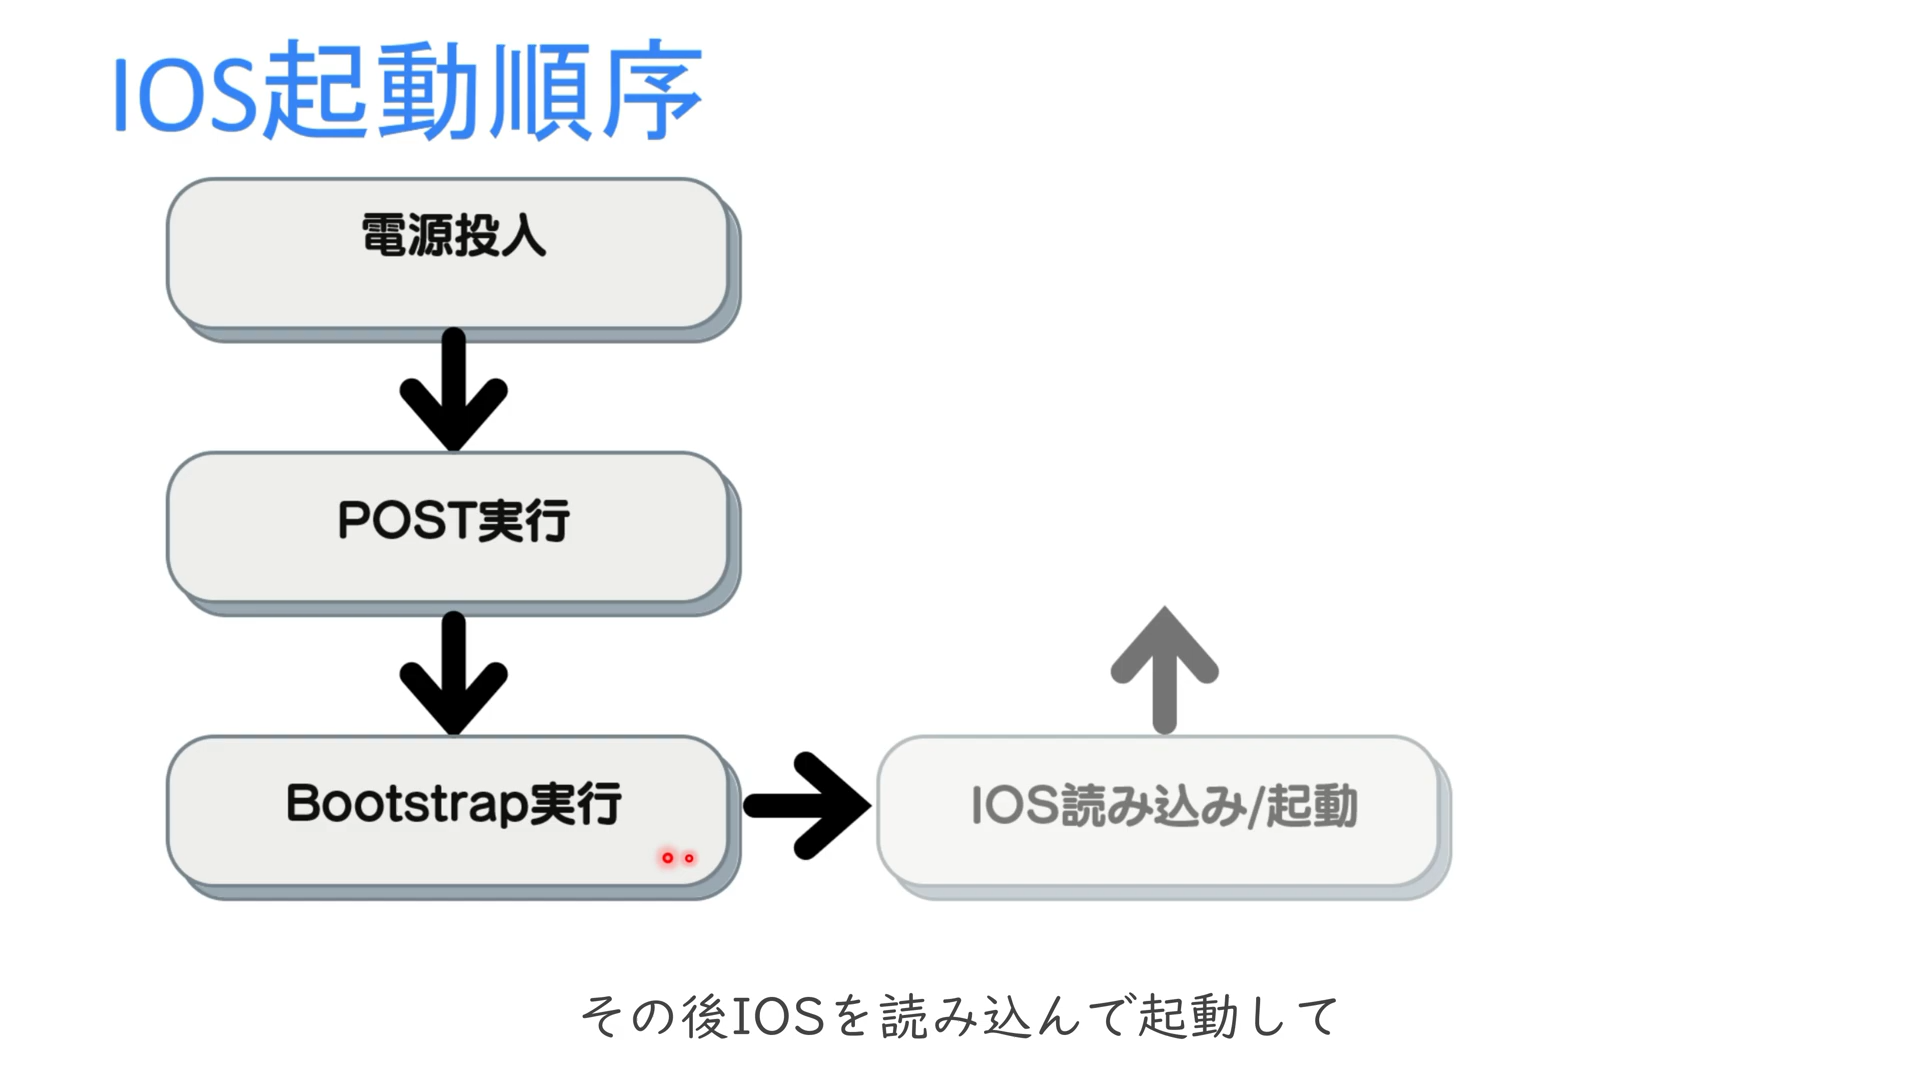 IOS起動順序
電源投入
POST実行
Bootstrap実行
IOS読み込み/起動
その後IOSを読み込んで起動して